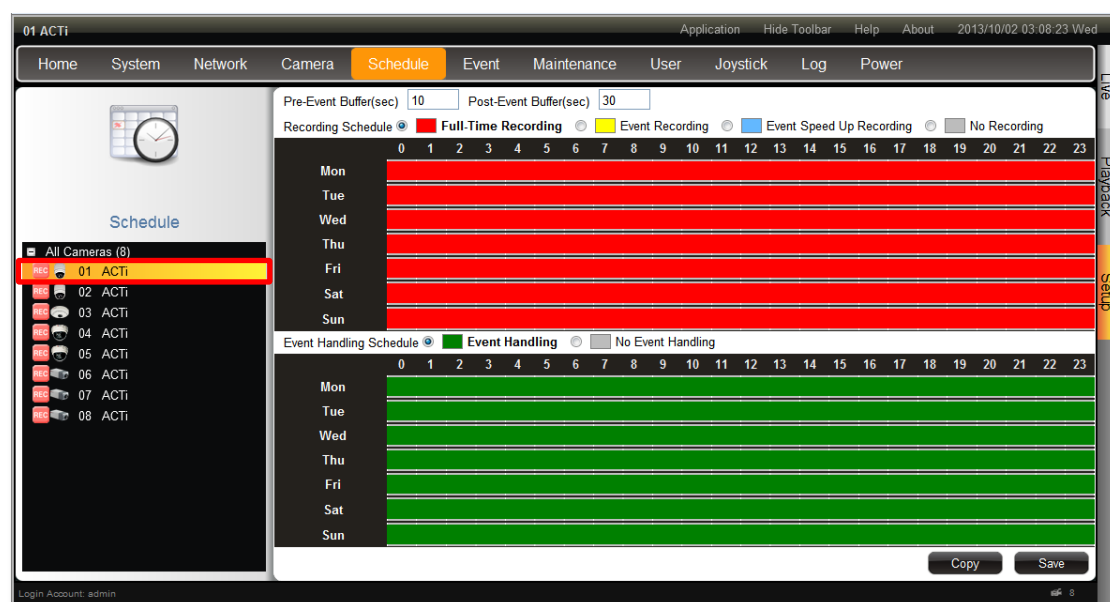 01 ACTi Application Hide Toolbar Help About 2013/10/02 03:08:23 Wed
Home System Network Camera Schedule Event Maintenance User Joystick Log Power
Live
Playback
Setup
Schedule
All Cameras (8)
REC 01 ACTi
REC 02 ACTi
REC 03 ACTi
REC 04 ACTi
REC 05 ACTi
REC 06 ACTi
REC 07 ACTi
REC 08 ACTi
Pre-Event Buffer(sec) 10 Post-Event Buffer(sec) 30
Recording Schedule Full-Time Recording Event Recording Event Speed Up Recording No Recording
0 1 2 3 4 5 6 7 8 9 10 11 12 13 14 15 16 17 18 19 20 21 22 23
Mon
Tue
Wed
Thu
Fri
Sat
Sun
Event Handling Schedule Event Handling No Event Handling
0 1 2 3 4 5 6 7 8 9 10 11 12 13 14 15 16 17 18 19 20 21 22 23
Mon
Tue
Wed
Thu
Fri
Sat
Sun
Copy Save
Login Account: admin 8